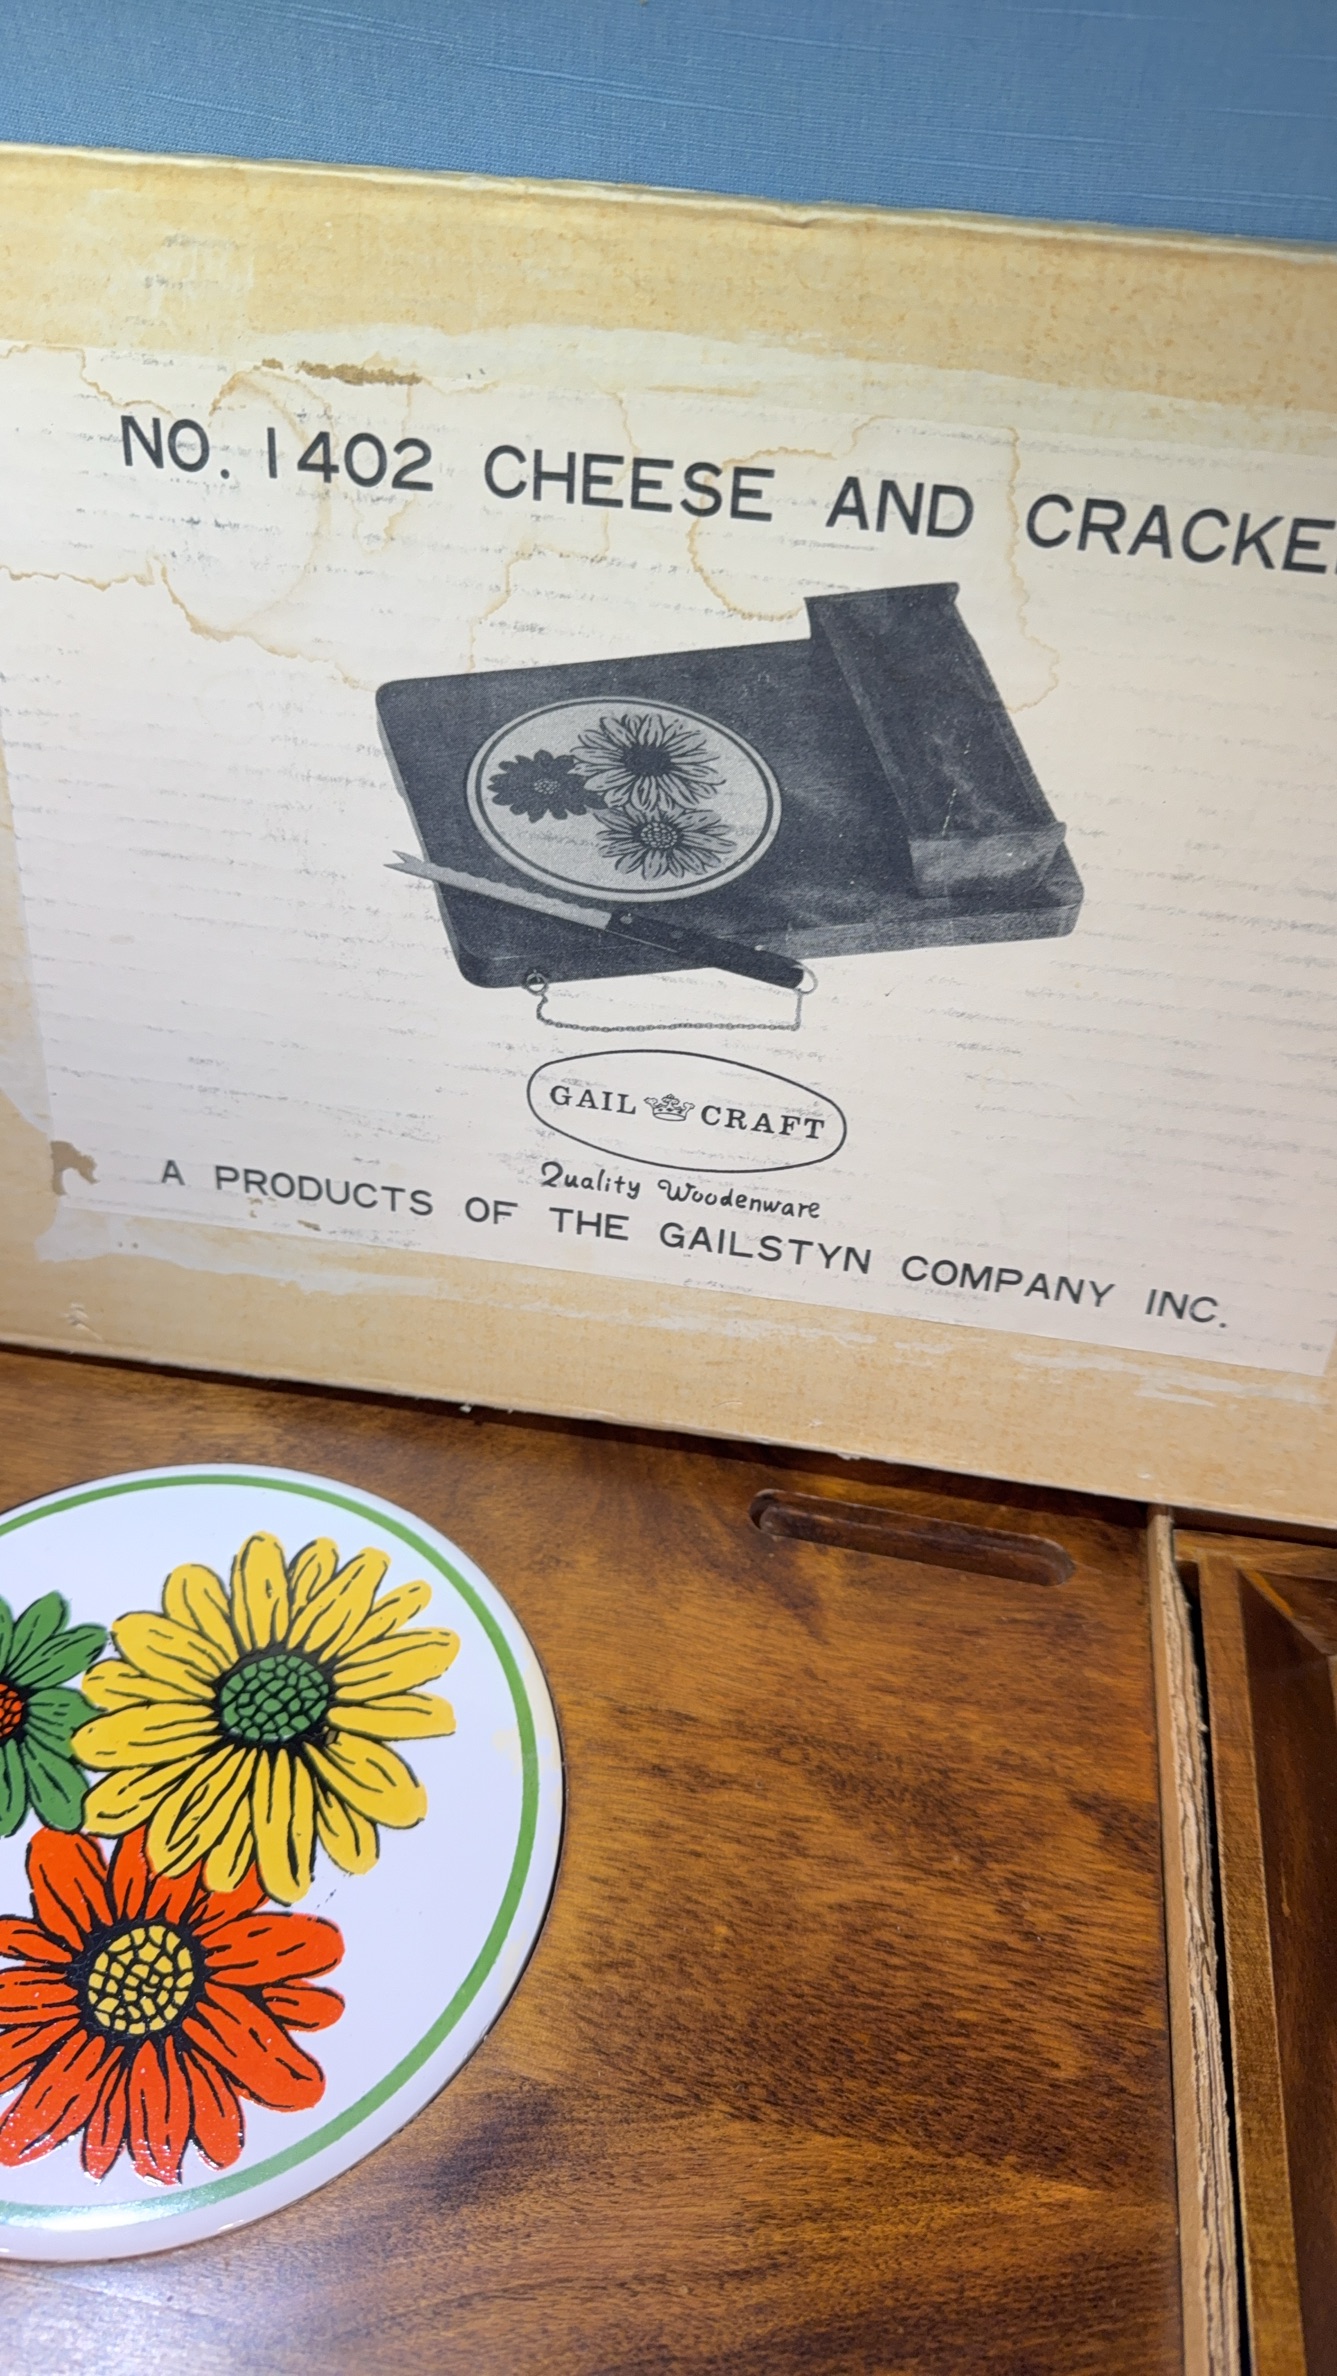 NO. 1402 CHEESE AND CRACKE
GAIL CRAFT
Quality Woodenware
A PRODUCTS OF THE GAILSTYN COMPANY INC.